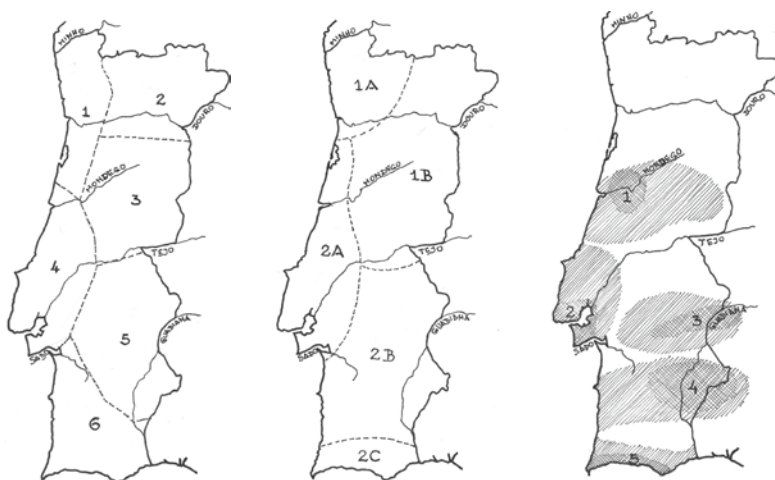 MINHO
1
2
DOURO
MONDEGO
3
4
TEJO
5
GUADIANA
SADO
6
MINHO
1A
DOURO
MONDEGO
1B
2A
TEJO
2B
GUADIANA
SADO
2C
MINHO
DOURO
MONDEGO
1
TEJO
2
3
GUADIANA
SADO
4
5